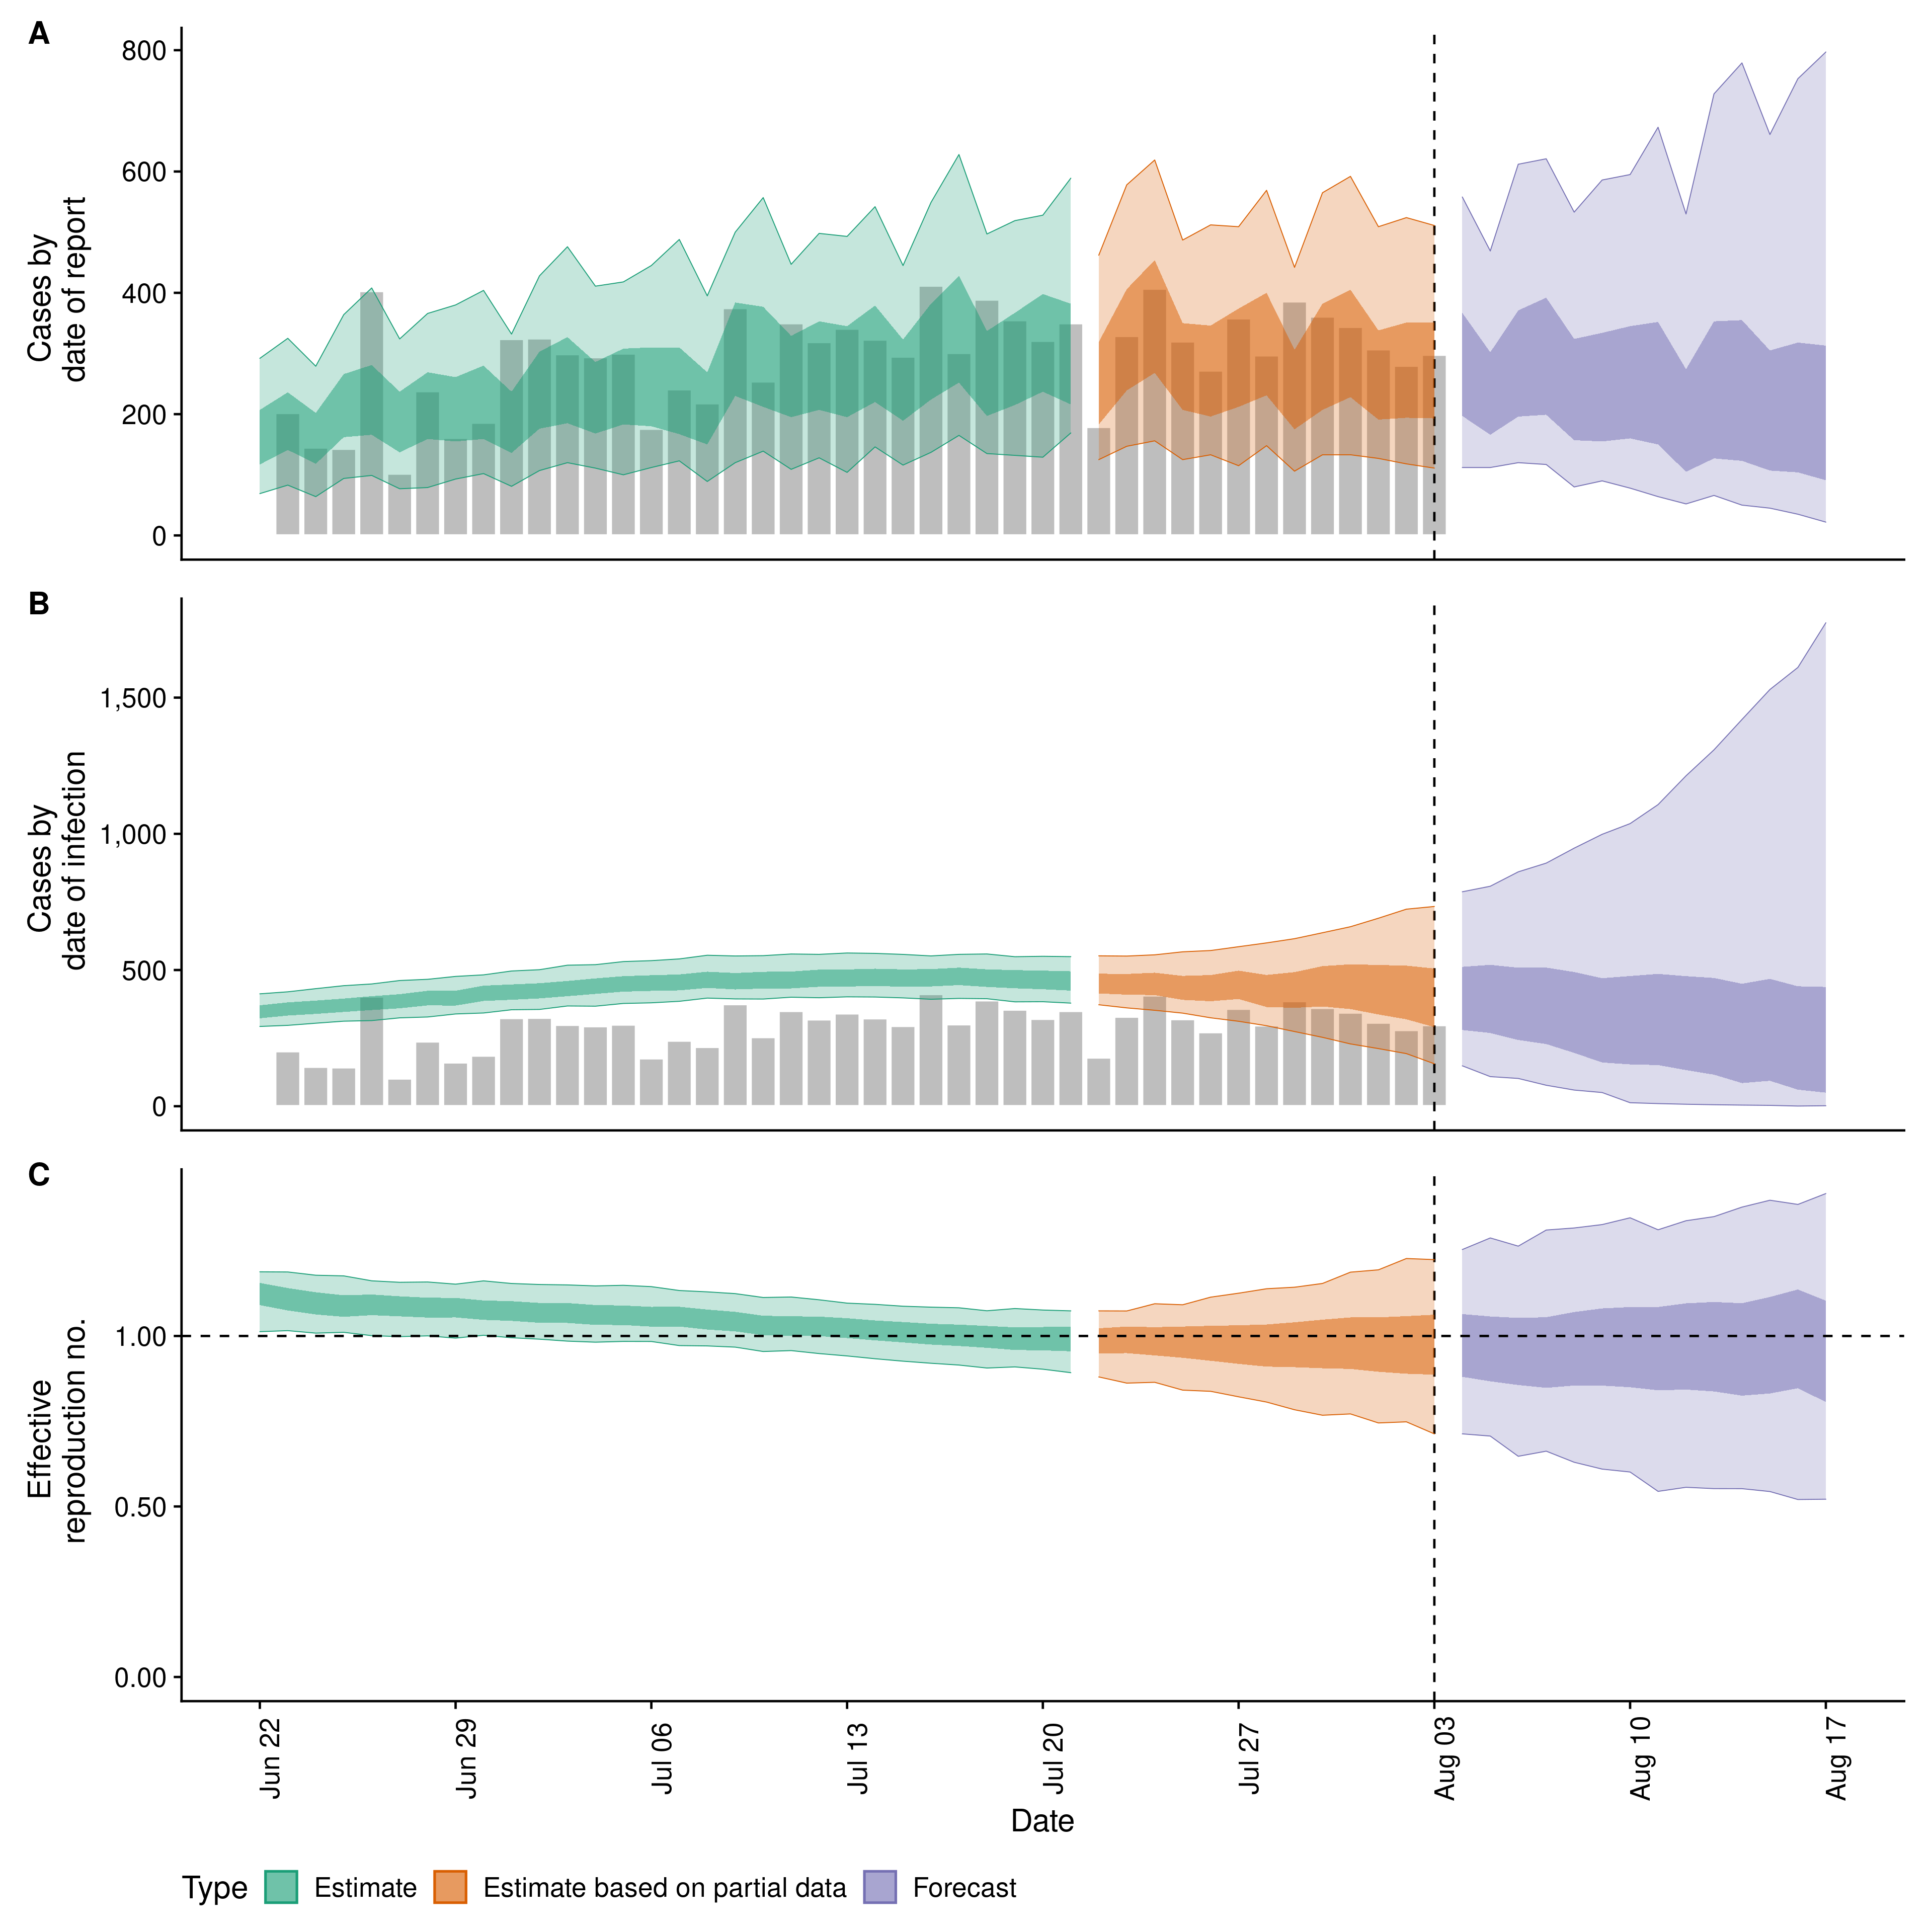 A
800
600
400
200
0
Cases by
date of report
B
1,500
1,000
500
0
Cases by
date of infection
C
1.00
0.50
0.00
Effective
reproduction no.
Jun 22
Jun 29
Jul 06
Jul 13
Jul 20
Jul 27
Aug 03
Aug 10
Aug 17
Date
Type Estimate Estimate based on partial data Forecast